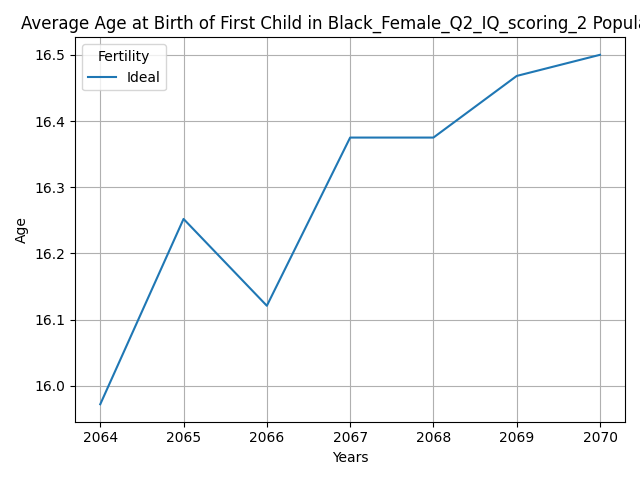 Average Age at Birth of First Child in Black_Female_Q2_IQ_scoring_2 Popula
Fertility
Ideal
16.5
16.4
16.3
16.2
16.1
16.0
Age
2064 2065 2066 2067 2068 2069 2070
Years